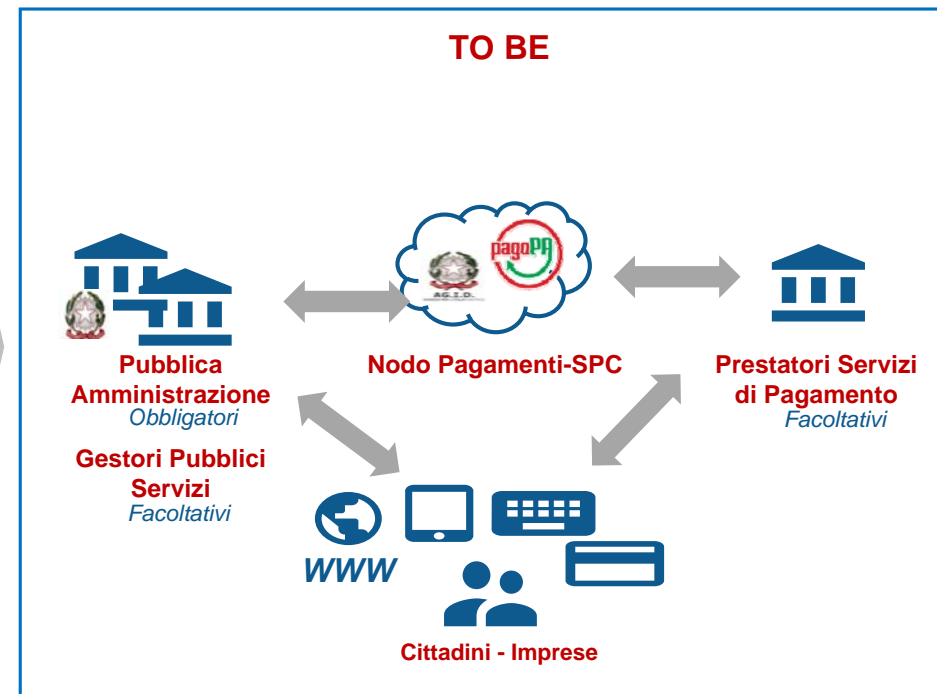 TO BE
pagoPA
AG.I.D.
Pubblica
Amministrazione
Obbligatori
Gestori Pubblici
Servizi
Facoltativi
Nodo Pagamenti-SPC
Prestatori Servizi
di Pagamento
Facoltativi
WWW
Cittadini - Imprese